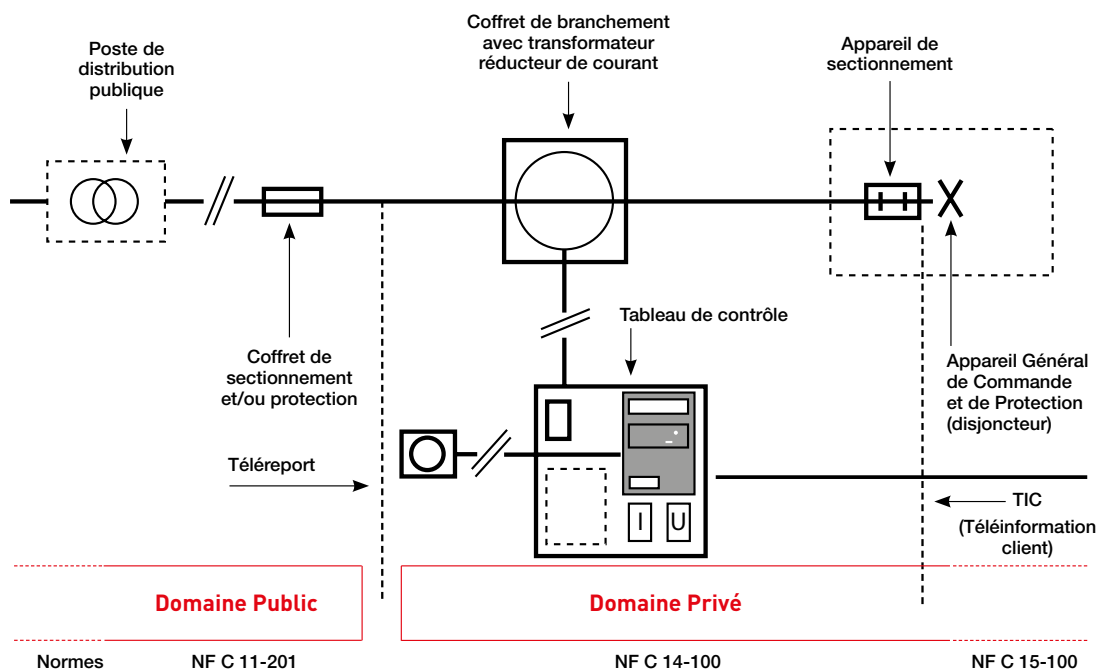 Poste de
distribution
publique
Coffret de branchement
avec transformateur
réducteur de courant
Appareil de
sectionnement
Tableau de contrôle
Coffret de
sectionnement
et/ou protection
Appareil Général
de Commande
et de Protection
(disjoncteur)
Téléreport
I U
TIC
(Téléinformation
client)
Domaine Public
Domaine Privé
Normes
NF C 11-201
NF C 14-100
NF C 15-100